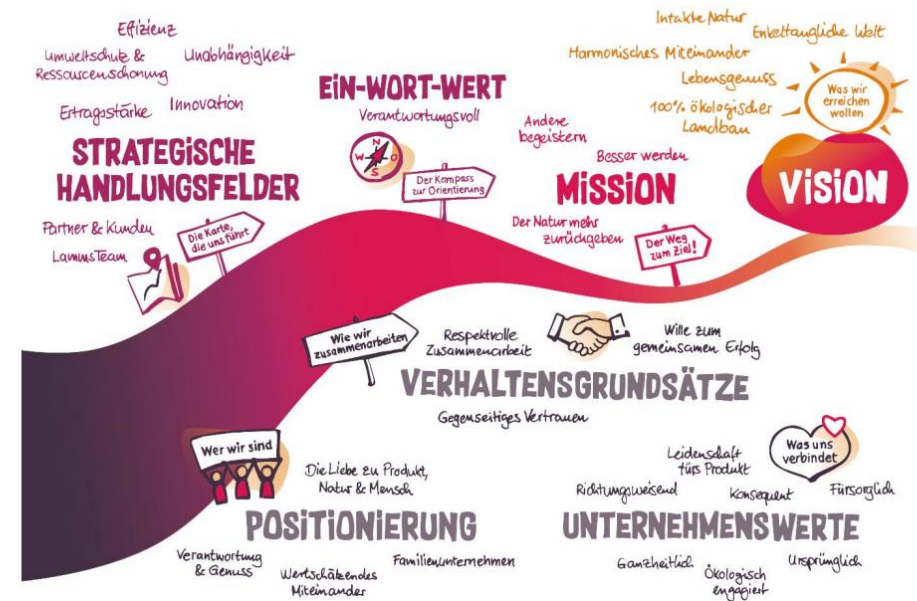 Effizienz
Umweltschutz &
Ressourcenschonung
Unabhängigkeit
Ertragsstärke
Innovation
STRATEGISCHE
HANDLUNGSFELDER
Partner & Kunden
LammsTeam
Die Karte,
die uns führt
EIN-WORT-WERT
Verantwortungsvoll
N
W
O
S
Der Kompass
zur Orientierung
Andere
begeistern
Besser werden
MISSION
Der Natur mehr
zurückgeben
Der Weg
zum Ziel!
Intakte Natur
Enkeltaugliche Welt
Harmonisches Miteinander
Lebensgenuss
100% ökologischer
Landbau
Was wir
erreichen
wollen
VISION
Wie wir
zusammenarbeiten
Respektvolle
Zusammenarbeit
Wille zum
gemeinsamen Erfolg
VERHALTENSGRUNDSÄTZE
Gegenseitiges Vertrauen
Wer wir sind
Die Liebe zu Produkt,
Natur & Mensch
POSITIONIERUNG
Verantwortung
& Genuss
Wertschätzendes
Miteinander
Familienunternehmen
Was uns
verbindet
Leidenschaft
fürs Produkt
Richtungsweisend
Konsequent
Fürsorglich
UNTERNEHMENSWERTE
Ganzheitlich
Ökologisch
engagiert
Ursprünglich